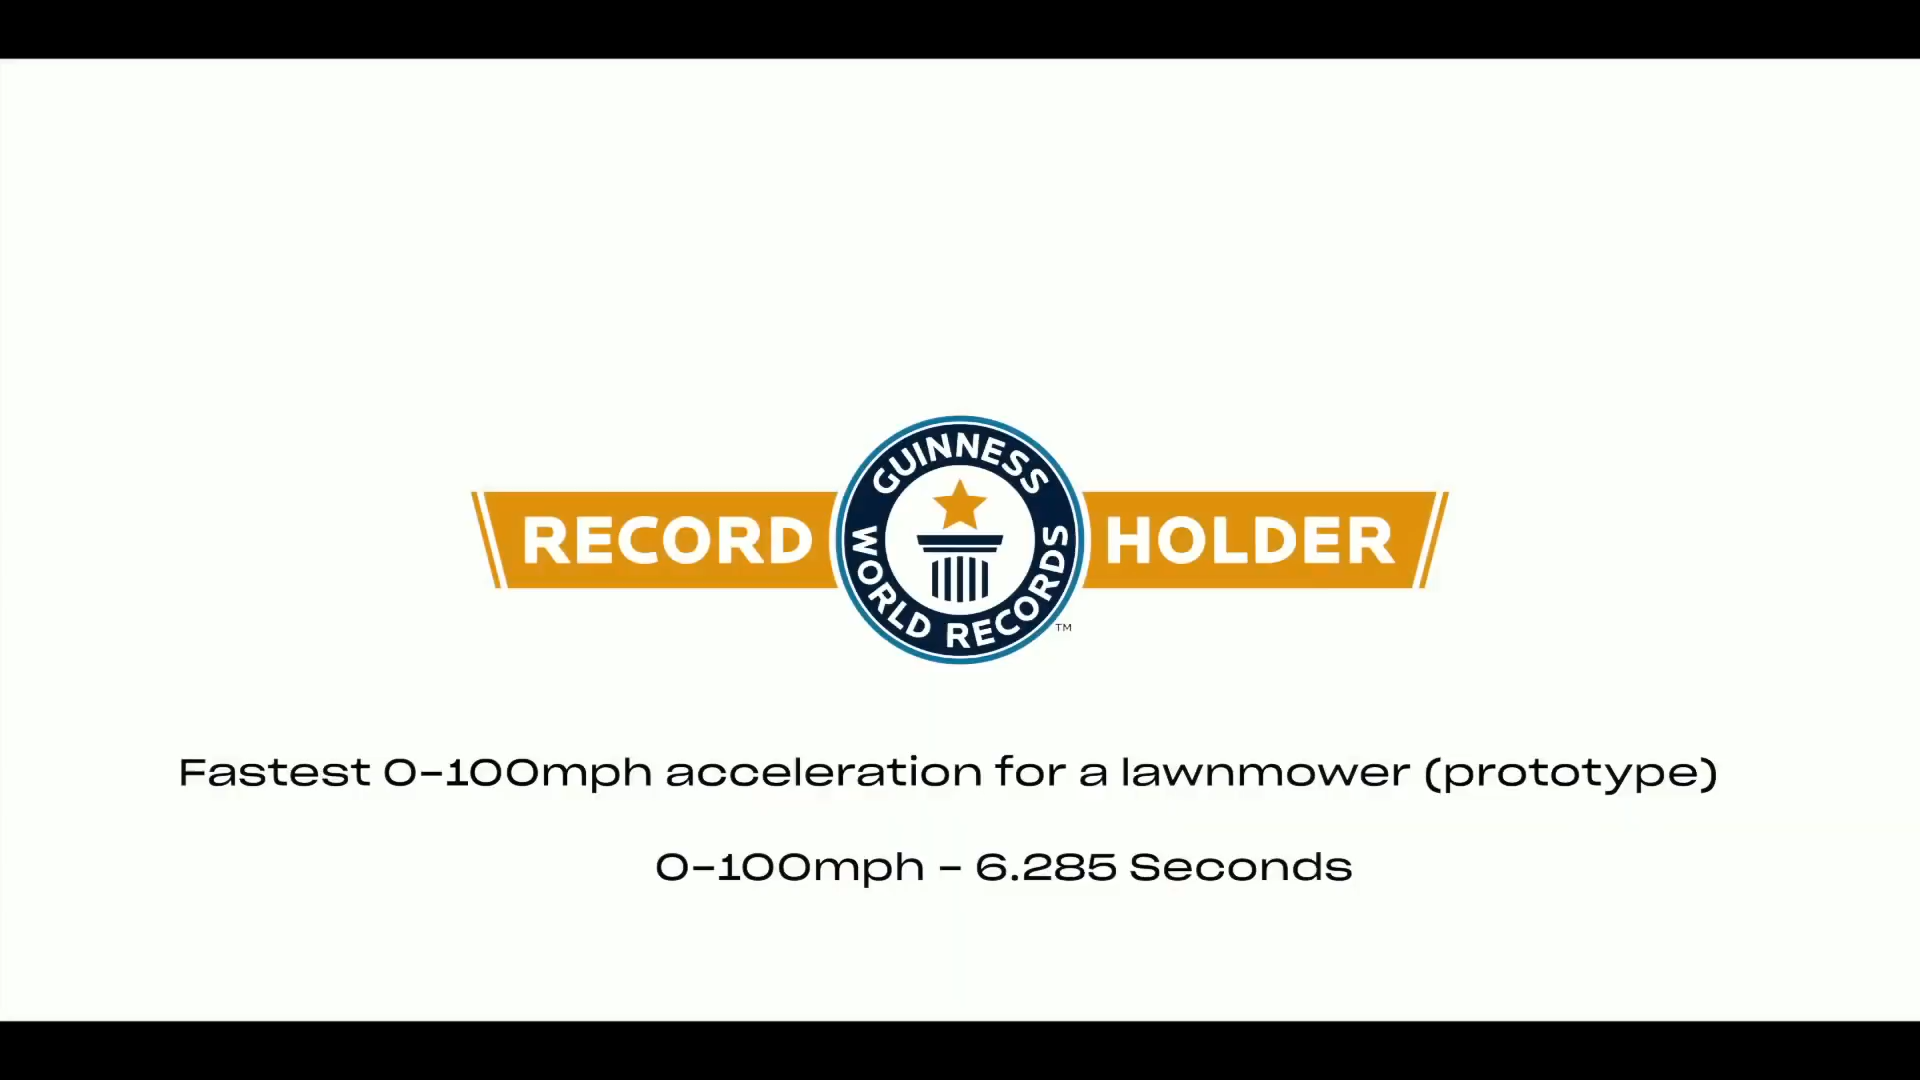 GUINNESS
RECORD HOLDER
WORLD RECORDS
TM
Fastest 0-100mph acceleration for a lawnmower (prototype)
0-100mph - 6.285 Seconds